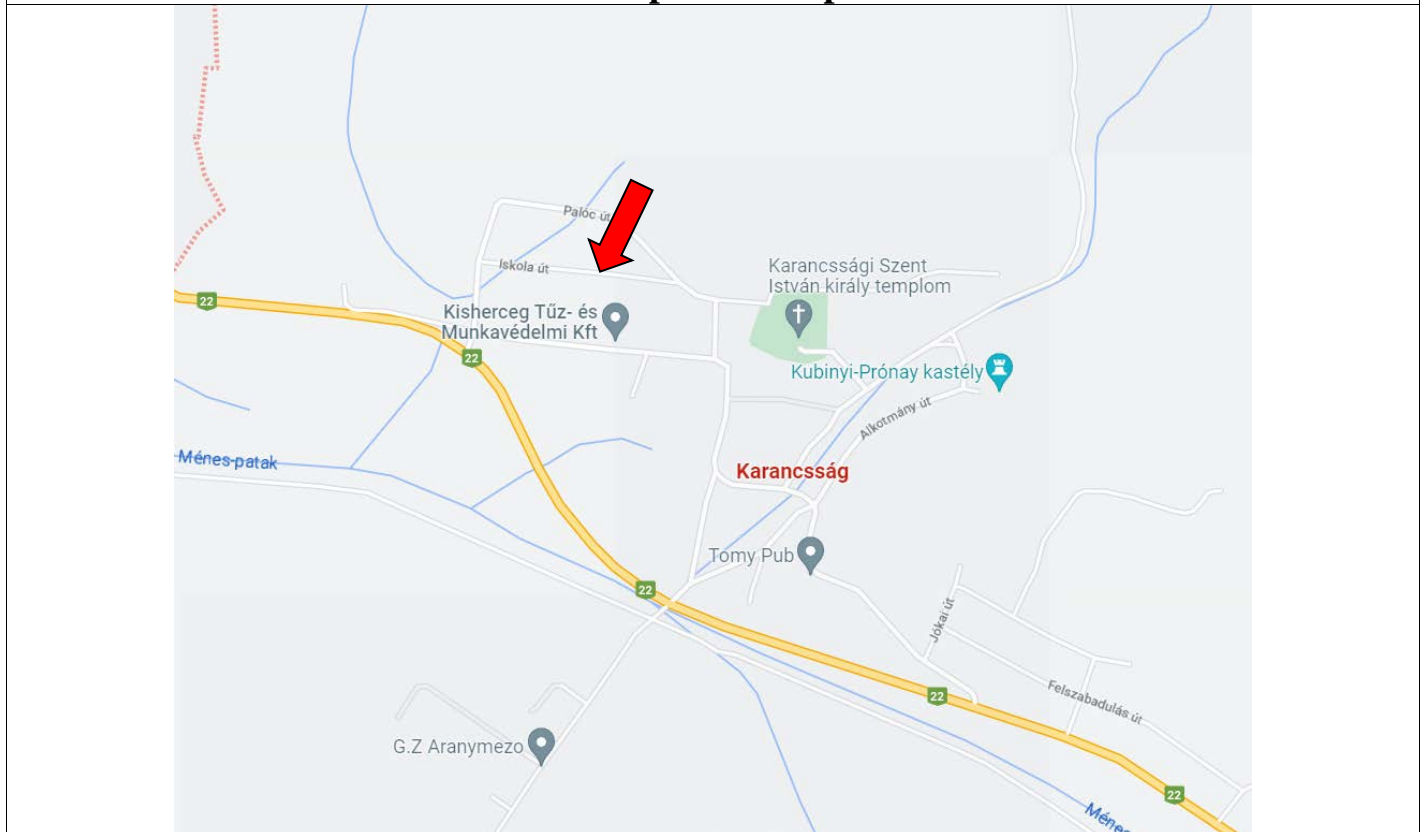 Palóc út
Iskola út
Karancssági Szent
István király templom
22
Kisherceg Tűz- és
Munkavédelmi Kft
22
Kubinyi-Prónay kastély
Alkotmány út
Ménes-patak
Karancsság
Tomy Pub
22
Jókai út
22
Felszabadulás út
G.Z Aranymezo
22